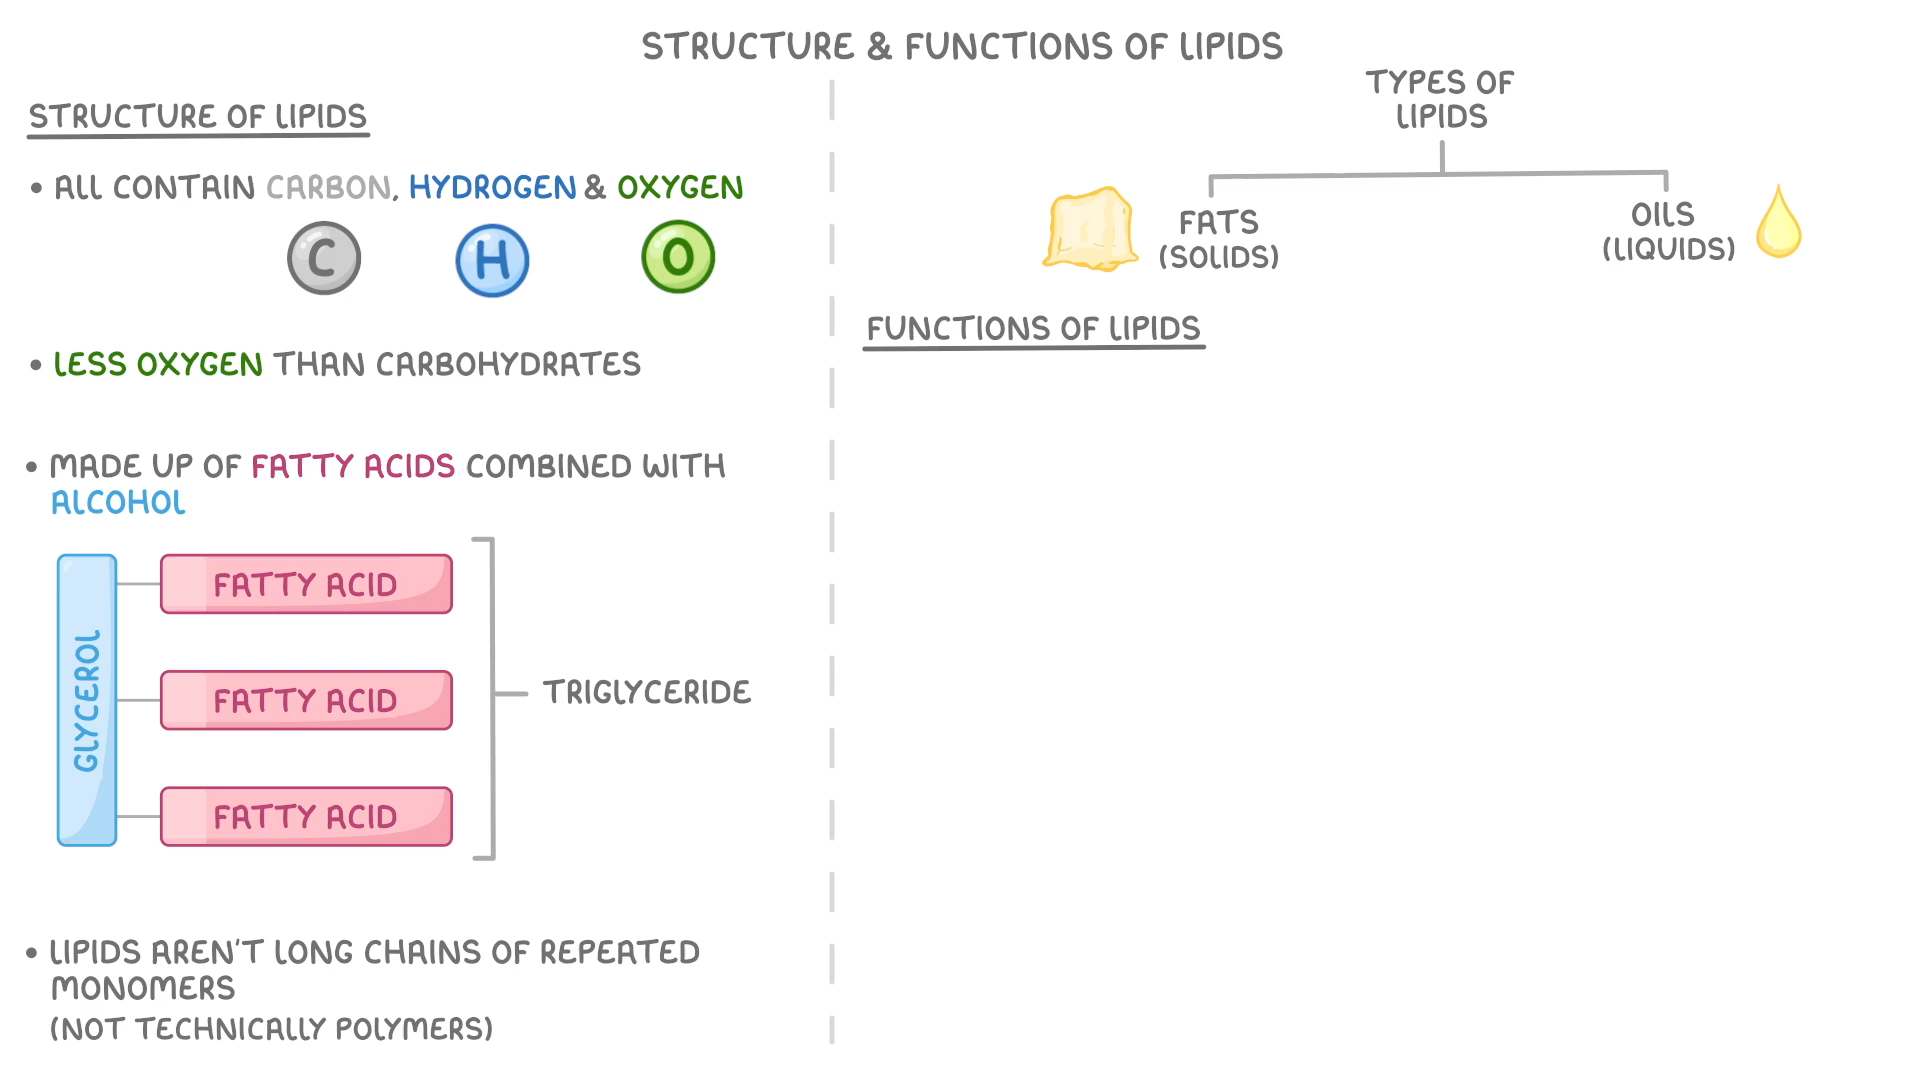 STRUCTURE & FUNCTIONS OF LIPIDS
STRUCTURE OF LIPIDS
• ALL CONTAIN CARBON, HYDROGEN & OXYGEN
C H O
• LESS OXYGEN THAN CARBOHYDRATES
• MADE UP OF FATTY ACIDS COMBINED WITH
ALCOHOL
GLYCEROL
FATTY ACID
FATTY ACID
FATTY ACID
TRIGLYCERIDE
• LIPIDS AREN'T LONG CHAINS OF REPEATED
MONOMERS
(NOT TECHNICALLY POLYMERS)
TYPES OF
LIPIDS
FATS
(SOLIDS)
OILS
(LIQUIDS)
FUNCTIONS OF LIPIDS